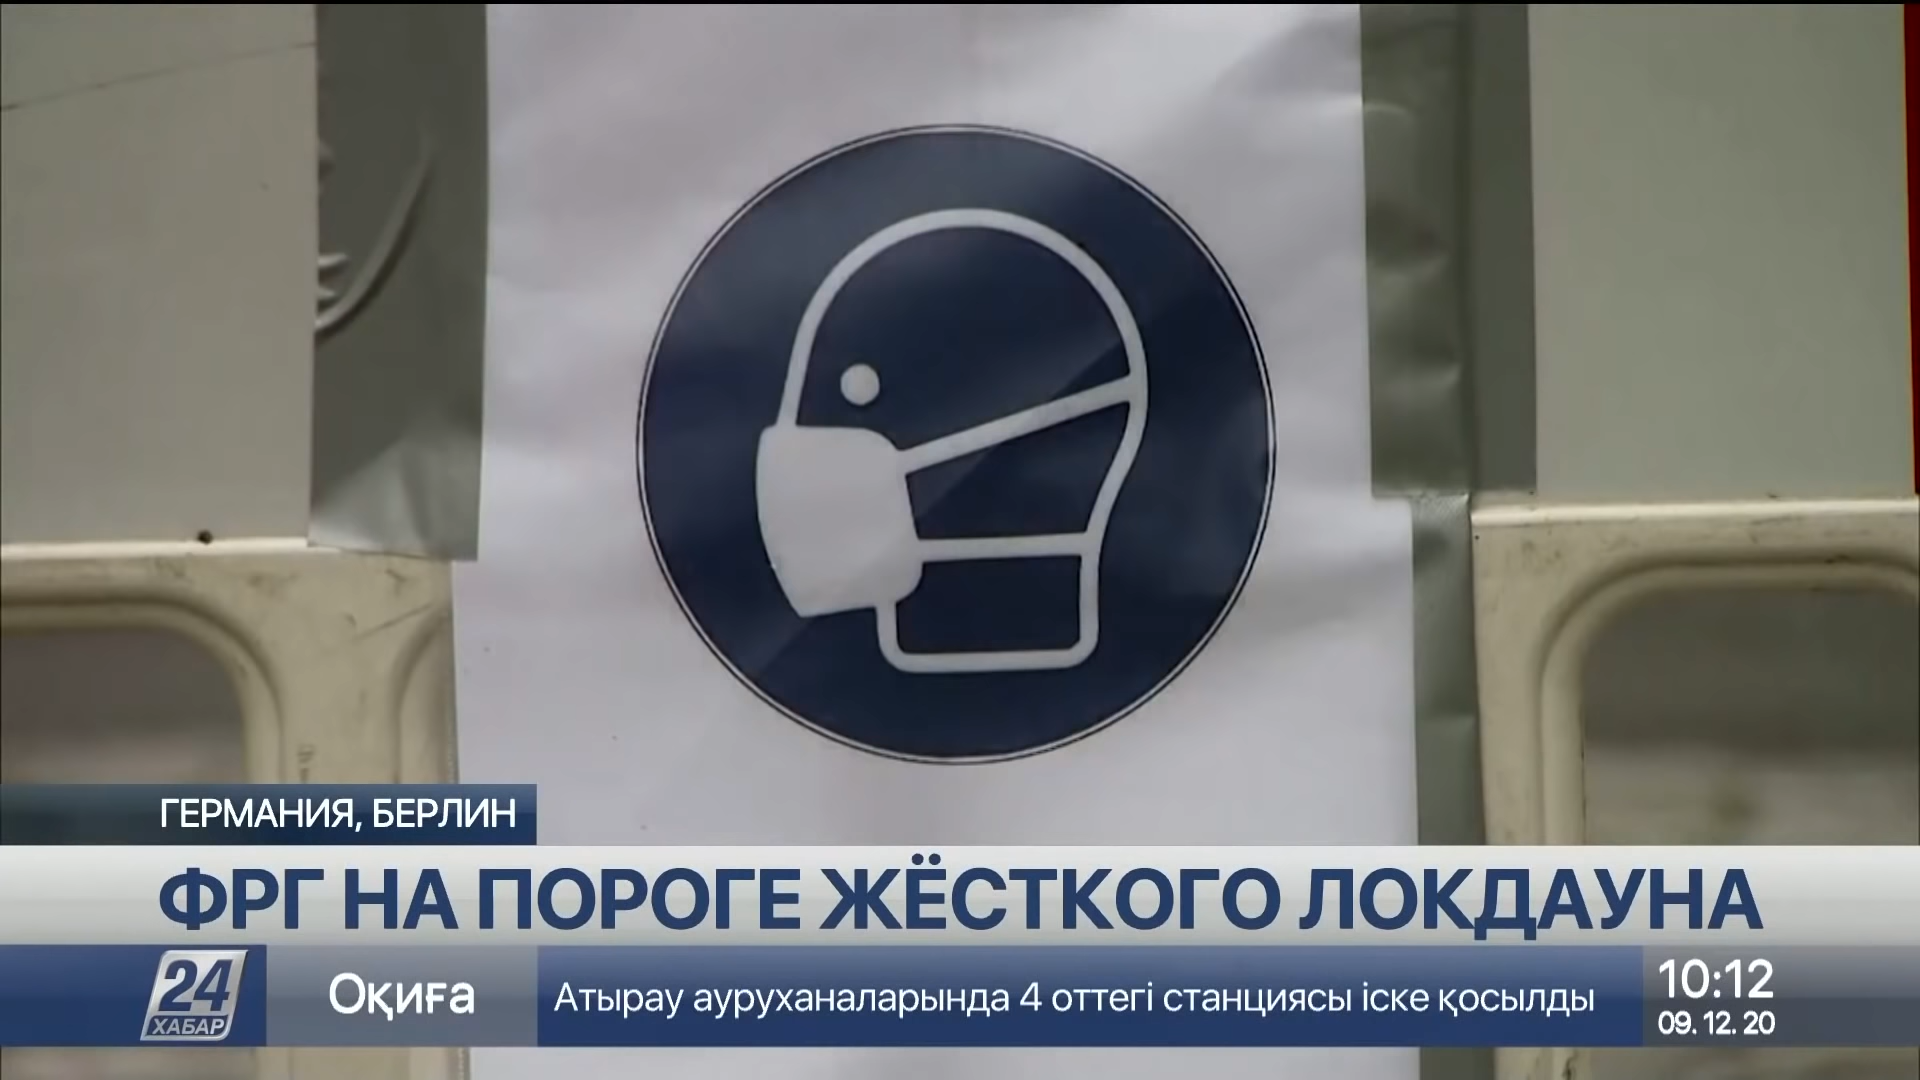 ГЕРМАНИЯ, БЕРЛИН
ФРГ НА ПОРОГЕ ЖЁСТКОГО ЛОКДАУНА
24
ХАБАР
Оқиға
Атырау ауруханаларында 4 оттегі станциясы іске қосылды
10:12
09. 12. 20